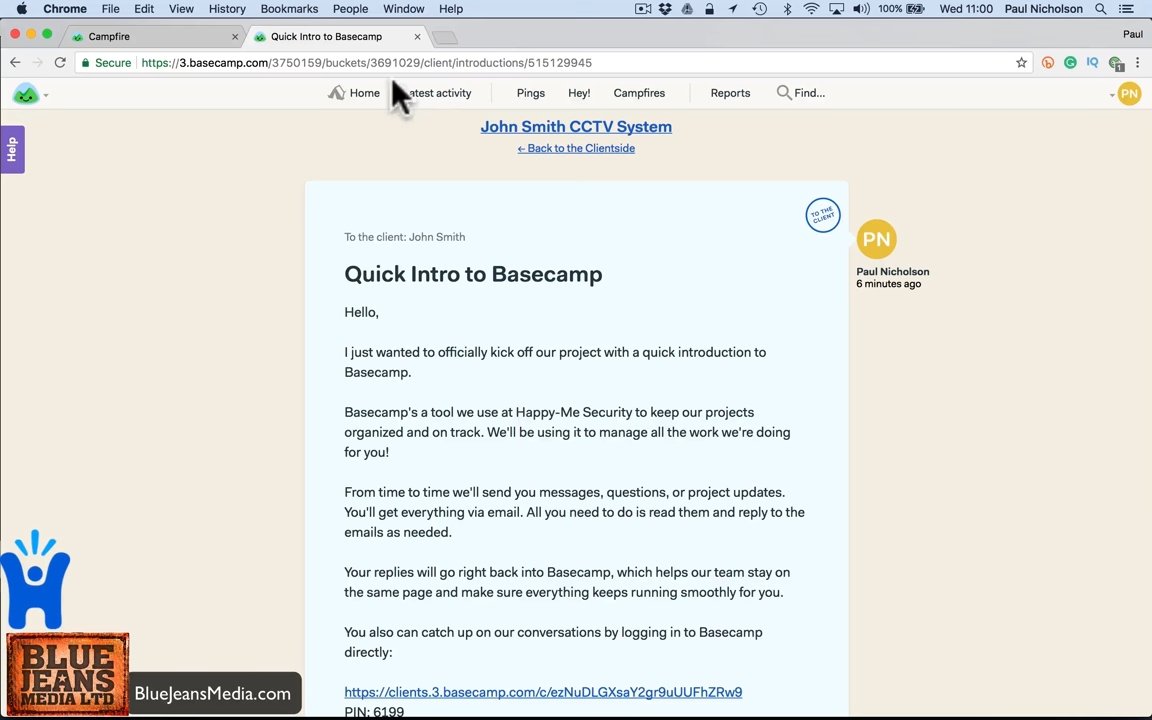 Chrome File Edit View History Bookmarks People Window Help 100% Wed 11:00 Paul Nicholson
Campfire Quick Intro to Basecamp Paul
Secure https://3.basecamp.com/3750159/buckets/3691029/client/introductions/515129945
Home atest activity Pings Hey! Campfires Reports Find... PN
John Smith CCTV System
← Back to the Clientside
Help
TO THE CLIENT
To the client: John Smith
PN
Quick Intro to Basecamp
Paul Nicholson
6 minutes ago
Hello,
I just wanted to officially kick off our project with a quick introduction to
Basecamp.
Basecamp's a tool we use at Happy-Me Security to keep our projects
organized and on track. We'll be using it to manage all the work we're doing
for you!
From time to time we'll send you messages, questions, or project updates.
You'll get everything via email. All you need to do is read them and reply to the
emails as needed.
Your replies will go right back into Basecamp, which helps our team stay on
the same page and make sure everything keeps running smoothly for you.
You also can catch up on our conversations by logging in to Basecamp
directly:
https://clients.3.basecamp.com/c/ezNuDLGXsaY2gr9uUUFhZRw9
PIN: 6199
BLUE
JEANS
MEDIA LTD
BlueJeansMedia.com